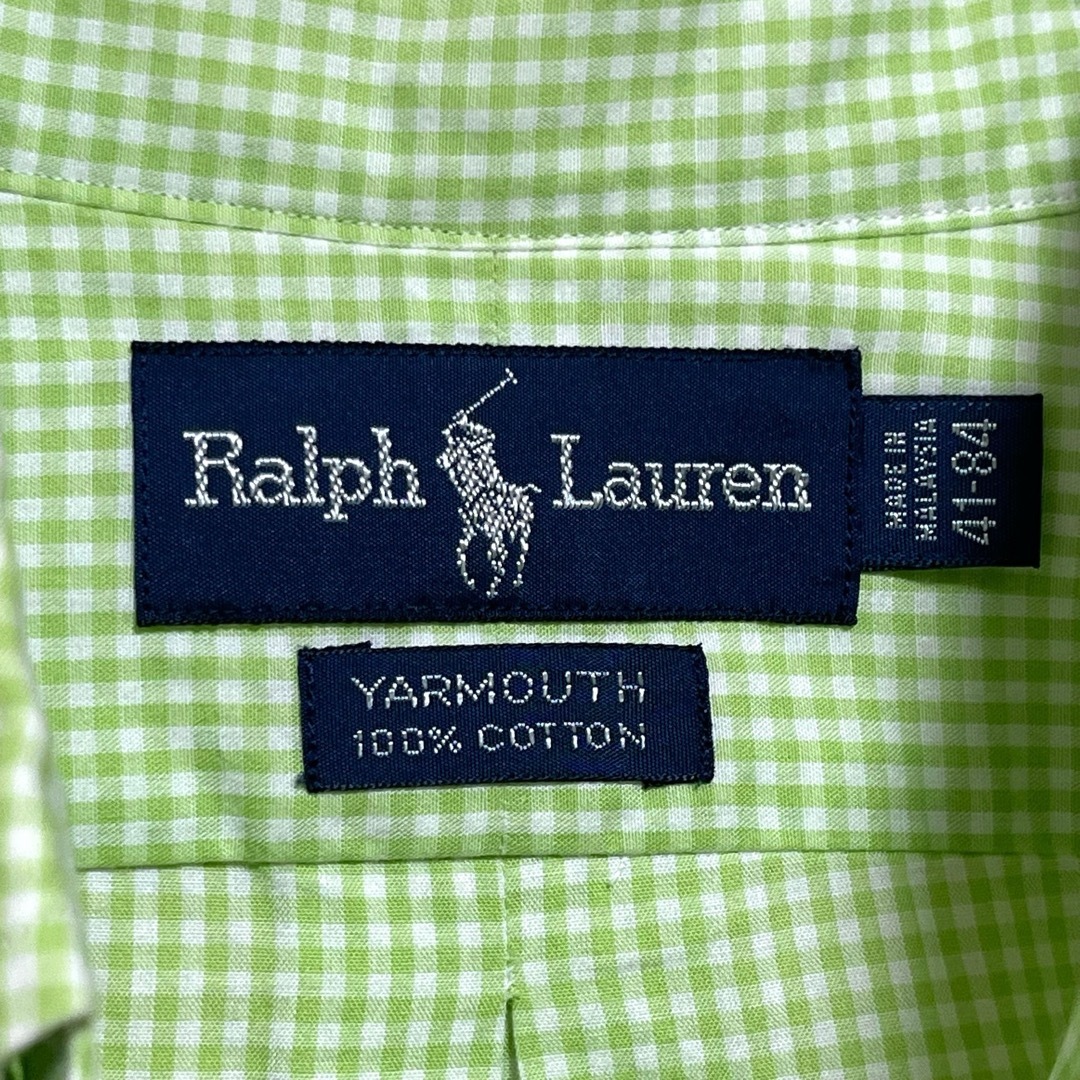 Ralph Lauren
MADE IN
MALAYSIA
41-84
YARMOUTH
100% COTTON